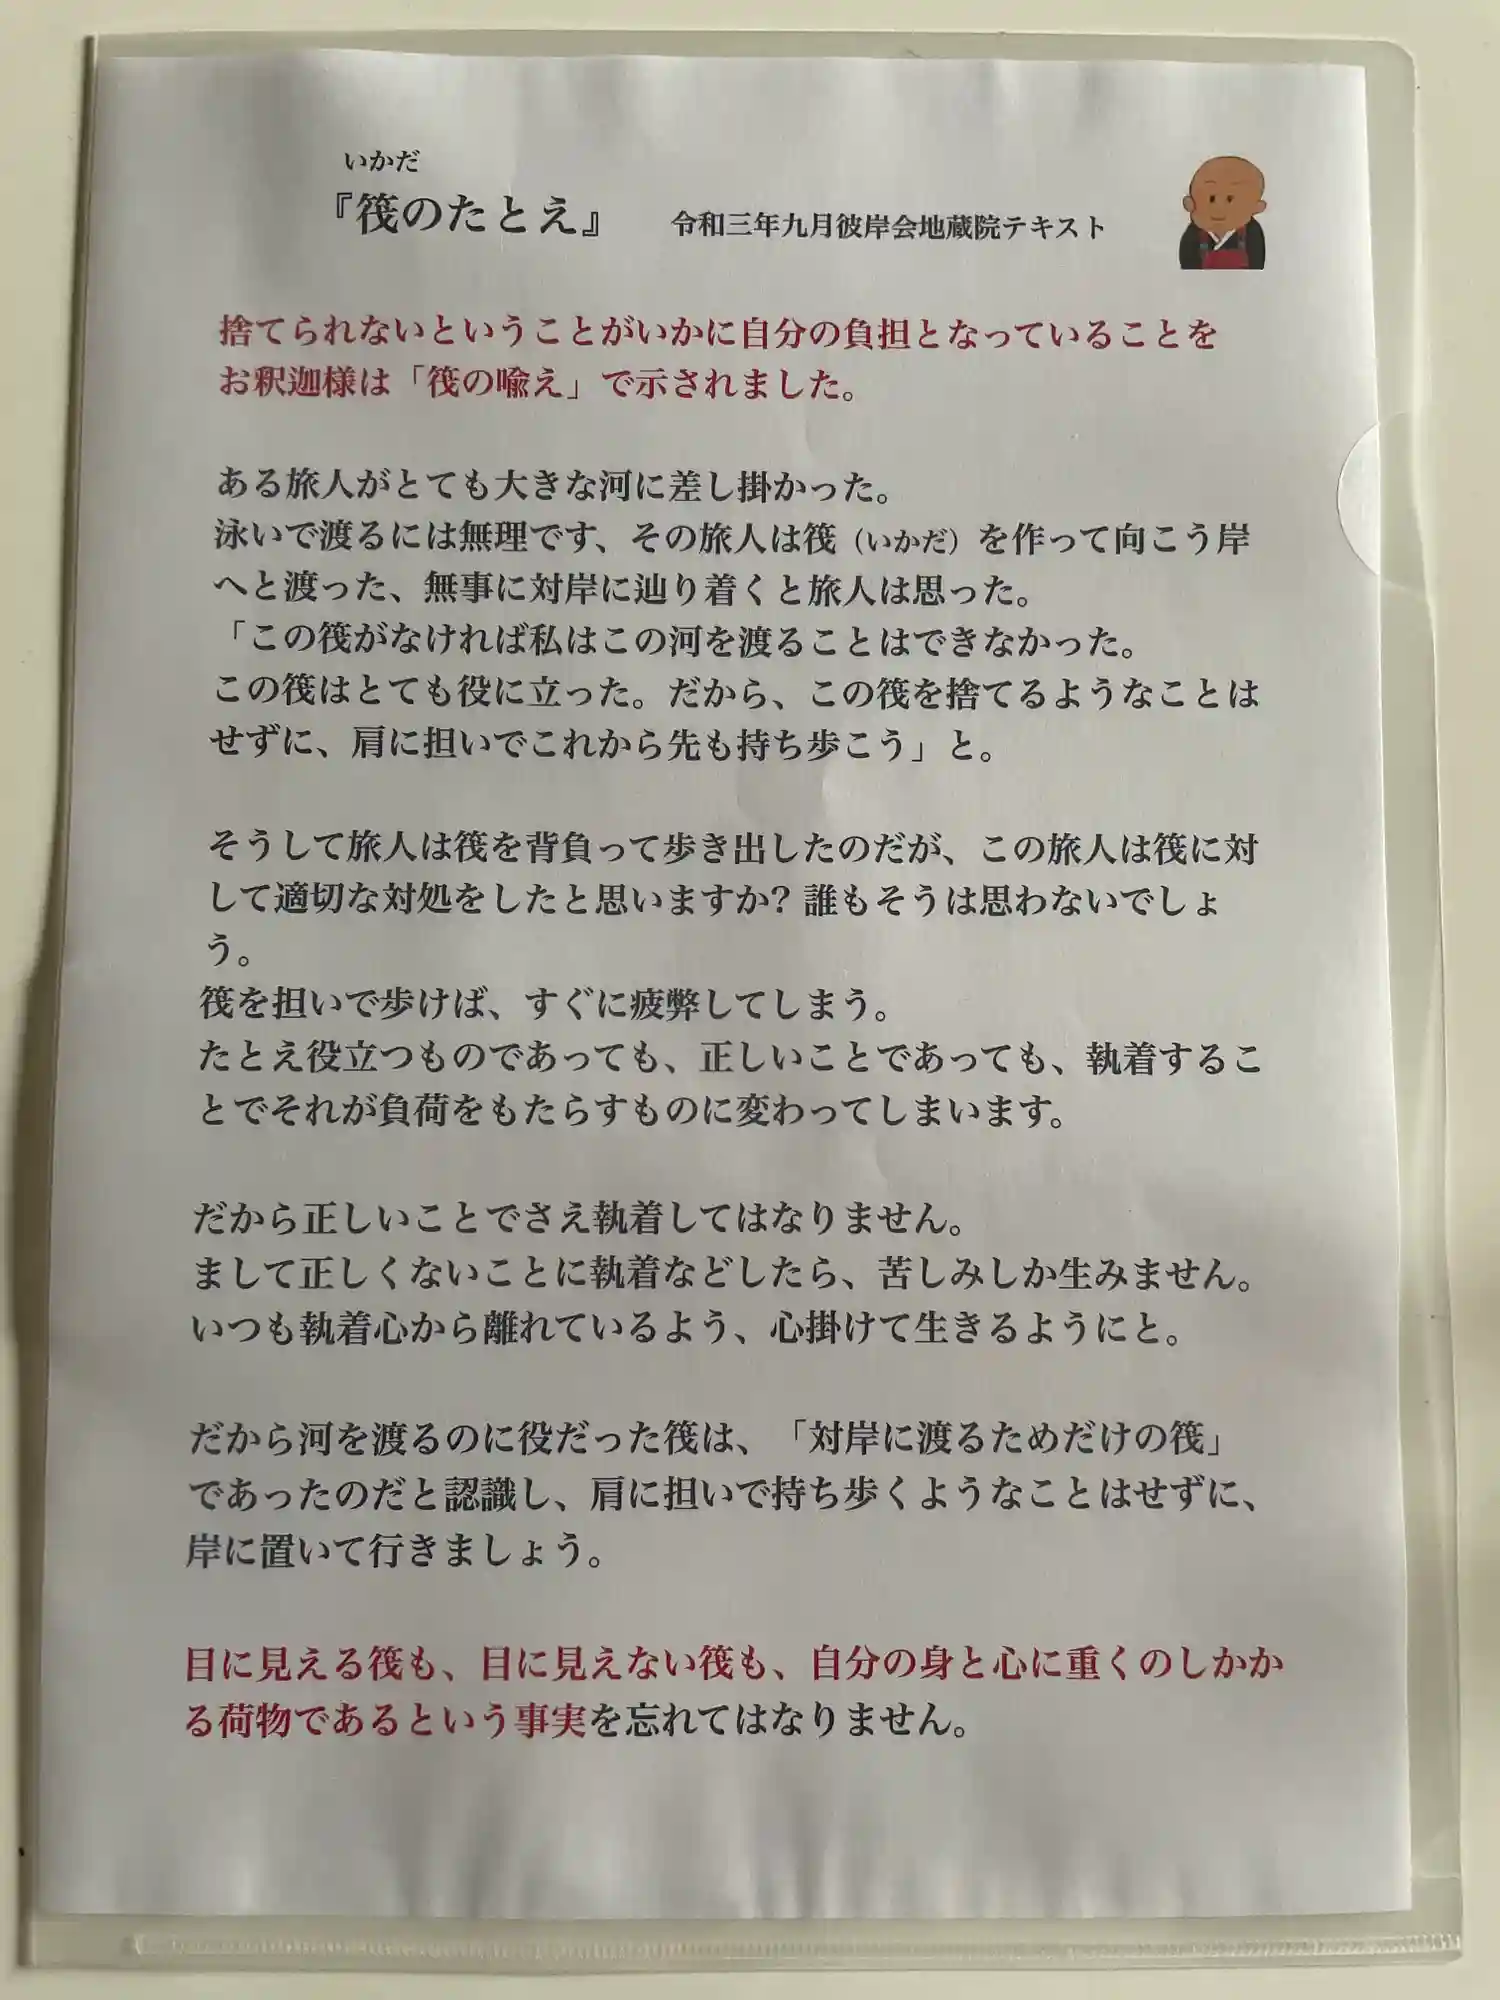 いかだ
『筏のたとえ』 令和三年九月彼岸会地蔵院テキスト
捨てられないということがいかに自分の負担となっていることを
お釈迦様は「筏の喩え」で示されました。
ある旅人がとても大きな河に差し掛かった。
泳いで渡るには無理です、その旅人は筏（いかだ）を作って向こう岸
へと渡った、無事に対岸に辿り着くと旅人は思った。
「この筏がなければ私はこの河を渡ることはできなかった。
この筏はとても役に立った。だから、この筏を捨てるようなことは
せずに、肩に担いでこれから先も持ち歩こう」と。
そうして旅人は筏を背負って歩き出したのだが、この旅人は筏に対
して適切な対処をしたと思いますか？誰もそうは思わないでしょ
う。
筏を担いで歩けば、すぐに疲弊してしまう。
たとえ役立つものであっても、正しいことであっても、執着するこ
とでそれが負荷をもたらすものに変わってしまいます。
だから正しいことでさえ執着してはなりません。
まして正しくないことに執着などしたら、苦しみしか生みません。
いつも執着心から離れているよう、心掛けて生きるようにと。
だから河を渡るのに役だった筏は、「対岸に渡るためだけの筏」
であったのだと認識し、肩に担いで持ち歩くようなことはせずに、
岸に置いて行きましょう。
目に見える筏も、目に見えない筏も、自分の身と心に重くのしかか
る荷物であるという事実を忘れてはなりません。